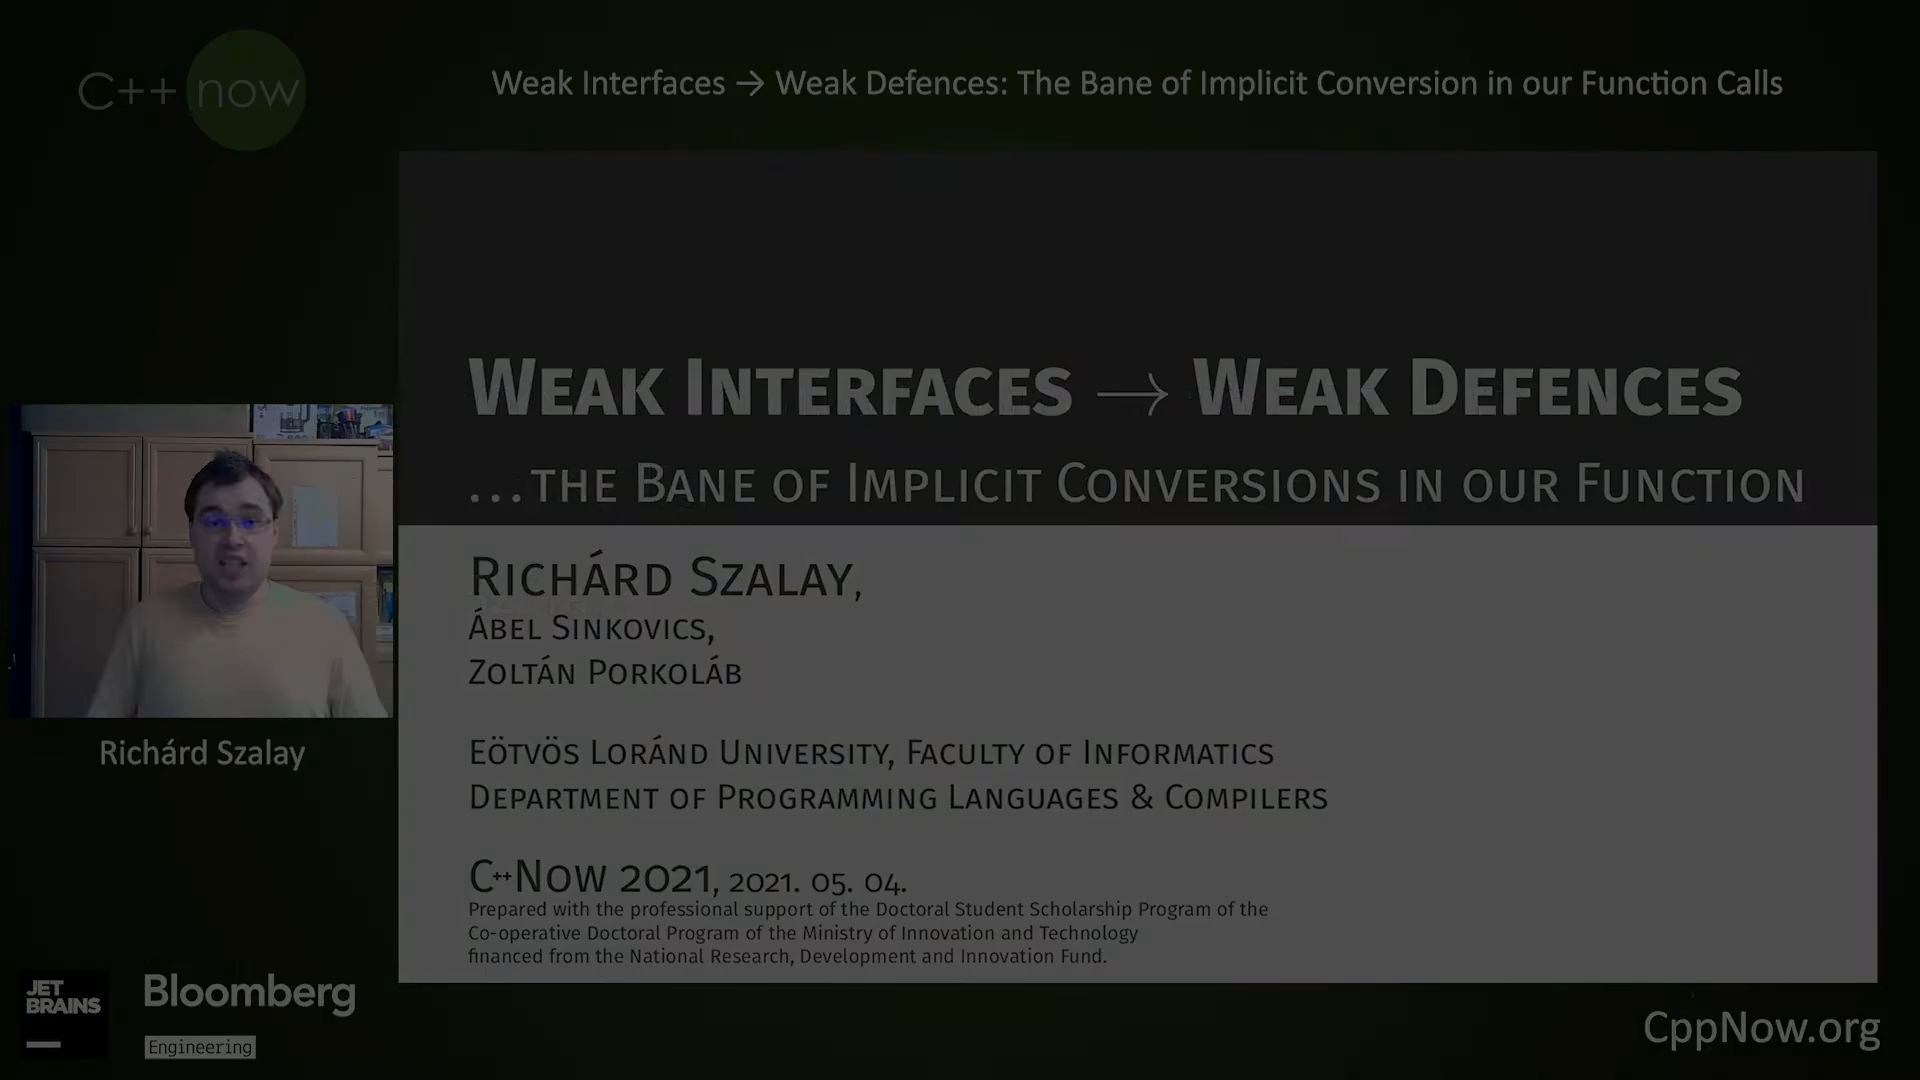 C++ now
Weak Interfaces → Weak Defences: The Bane of Implicit Conversion in our Function Calls
WEAK INTERFACES → WEAK DEFENCES
...THE BANE OF IMPLICIT CONVERSIONS IN OUR FUNCTION
RICHÁRD SZALAY,
ÁBEL SINKOVICS,
ZOLTÁN PORKOLÁB
EÖTVÖS LORÁND UNIVERSITY, FACULTY OF INFORMATICS
DEPARTMENT OF PROGRAMMING LANGUAGES & COMPILERS
C++NOW 2021, 2021. 05. 04.
Prepared with the professional support of the Doctoral Student Scholarship Program of the
Co-operative Doctoral Program of the Ministry of Innovation and Technology
financed from the National Research, Development and Innovation Fund.
Richárd Szalay
JET
BRAINS
Bloomberg
Engineering
CppNow.org